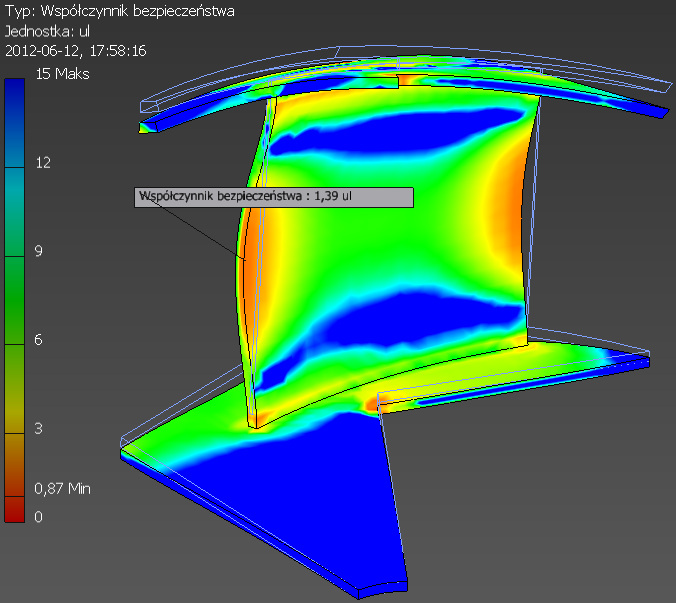 Typ: Współczynnik bezpieczeństwa
Jednostka: ul
2012-06-12, 17:58:16
15 Maks
12
Współczynnik bezpieczeństwa : 1,39 ul
9
6
3
0,87 Min
0